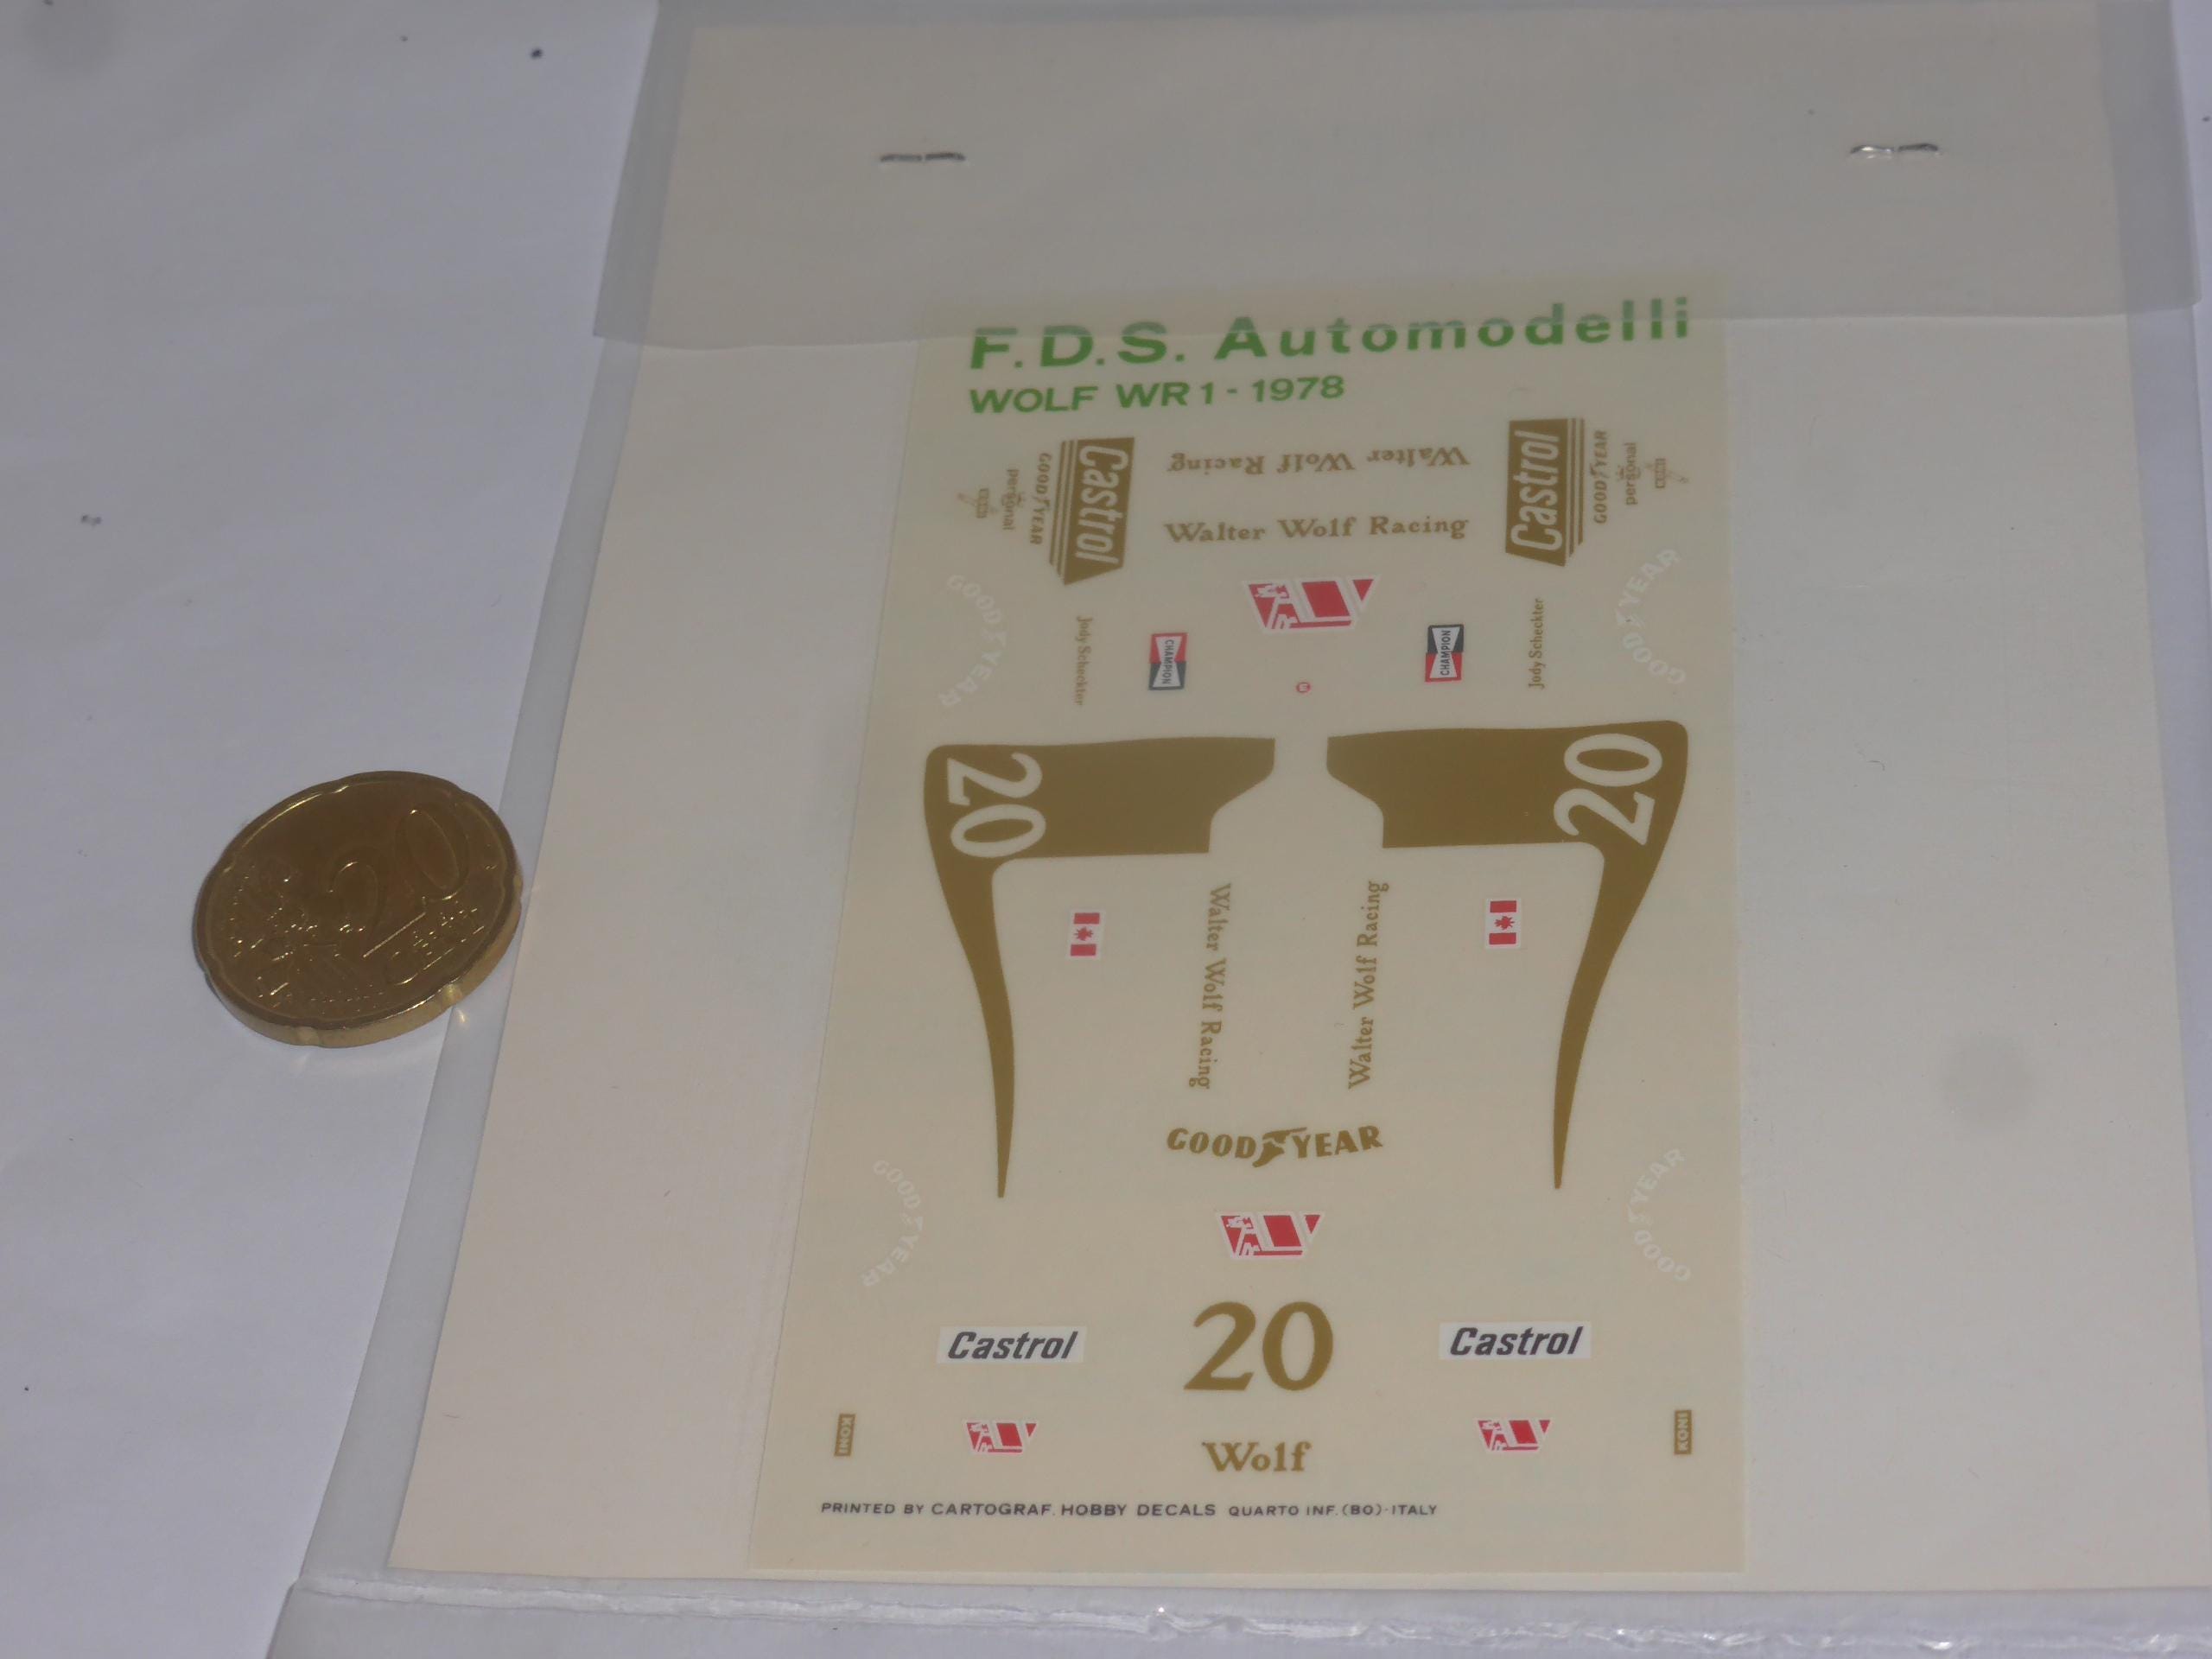 F.D.S. Automodelli
WOLF WR1 - 1978
Castrol
GOODYEAR
personal
Walter Wolf Racing
Walter Wolf Racing
Castrol
GOODYEAR
personal
GOODYEAR
Jody Scheckter
CHAMPION
CHAMPION
Jody Scheckter
GOODYEAR
20
20
Walter Wolf Racing
Walter Wolf Racing
20
GOODYEAR
GOODYEAR
GOODYEAR
Castrol
20
Castrol
KONI
Wolf
KONI
PRINTED BY CARTOGRAF. HOBBY DECALS QUARTO INF. (BO)-ITALY